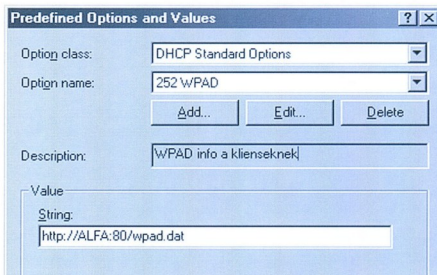 Predefined Options and Values
Option class: DHCP Standard Options
Option name: 252 WPAD
Add... Edit... Delete
Description: WPAD info a klienseknek
Value
String:
http://ALFA:80/wpad.dat